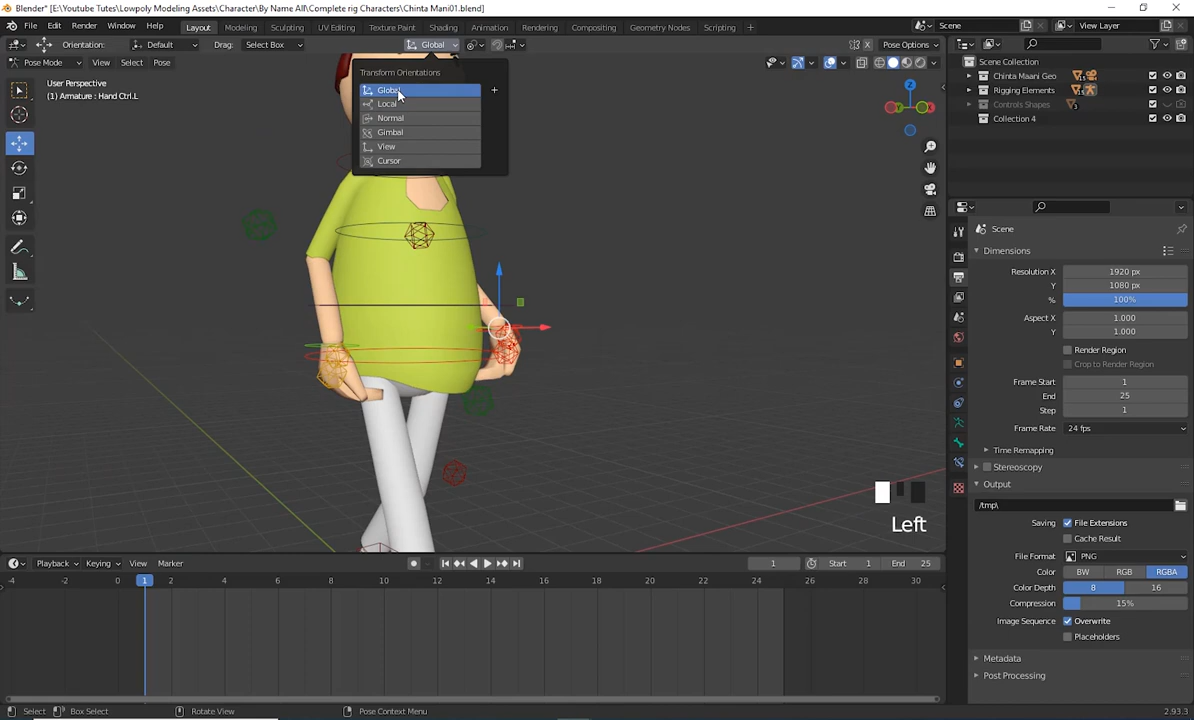 Blender* [E:\Youtube Tutes\Lowpoly Modeling Assets\Character\By Name All\Complete rig Characters\Chinta Mani01.blend]
File Edit Render Window Help Layout Modeling Sculpting UV Editing Texture Paint Shading Animation Rendering Compositing Geometry Nodes Scripting + Scene View Layer
Orientation: Default Drag: Select Box Global X Pose Options
Pose Mode View Select Pose
User Perspective
(1) Armature : Hand Ctrl.L
Transform Orientations
Global +
Local
Normal
Gimbal
View
Cursor
Z
Y
Scene Collection
Chinta Maani Geo
Rigging Elements
Controls Shapes
Collection 4
Scene
Dimensions
Resolution X 1920 px
Y 1080 px
% 100%
Aspect X 1.000
Y 1.000
Render Region
Crop to Render Region
Frame Start 1
End 25
Step 1
Frame Rate 24 fps
Time Remapping
Stereoscopy
Output
/tmp\
Saving File Extensions
Cache Result
File Format PNG
Color BW RGB RGBA
Color Depth 8 16
Compression 15%
Image Sequence Overwrite
Placeholders
Metadata
Post Processing
Left
Playback Keying View Marker 1 Start 1 End 25
-4 -2 0 1 2 4 6 8 10 12 14 16 18 20 22 24 26 28 30
Select Box Select Rotate View Pose Context Menu 2.93.3